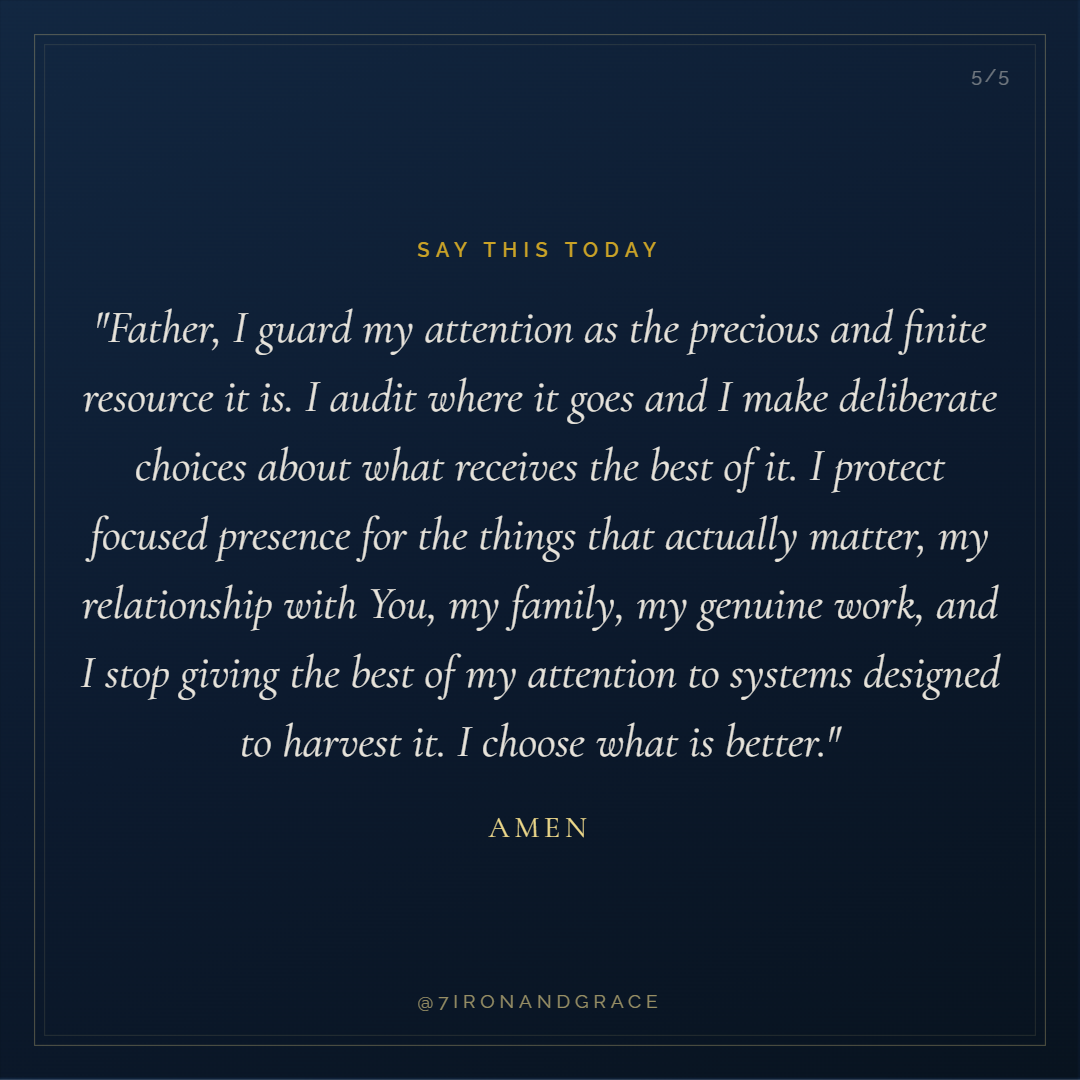 5/5
SAY THIS TODAY
"Father, I guard my attention as the precious and finite
resource it is. I audit where it goes and I make deliberate
choices about what receives the best of it. I protect
focused presence for the things that actually matter, my
relationship with You, my family, my genuine work, and
I stop giving the best of my attention to systems designed
to harvest it. I choose what is better."
AMEN
@7IRONANDGRACE